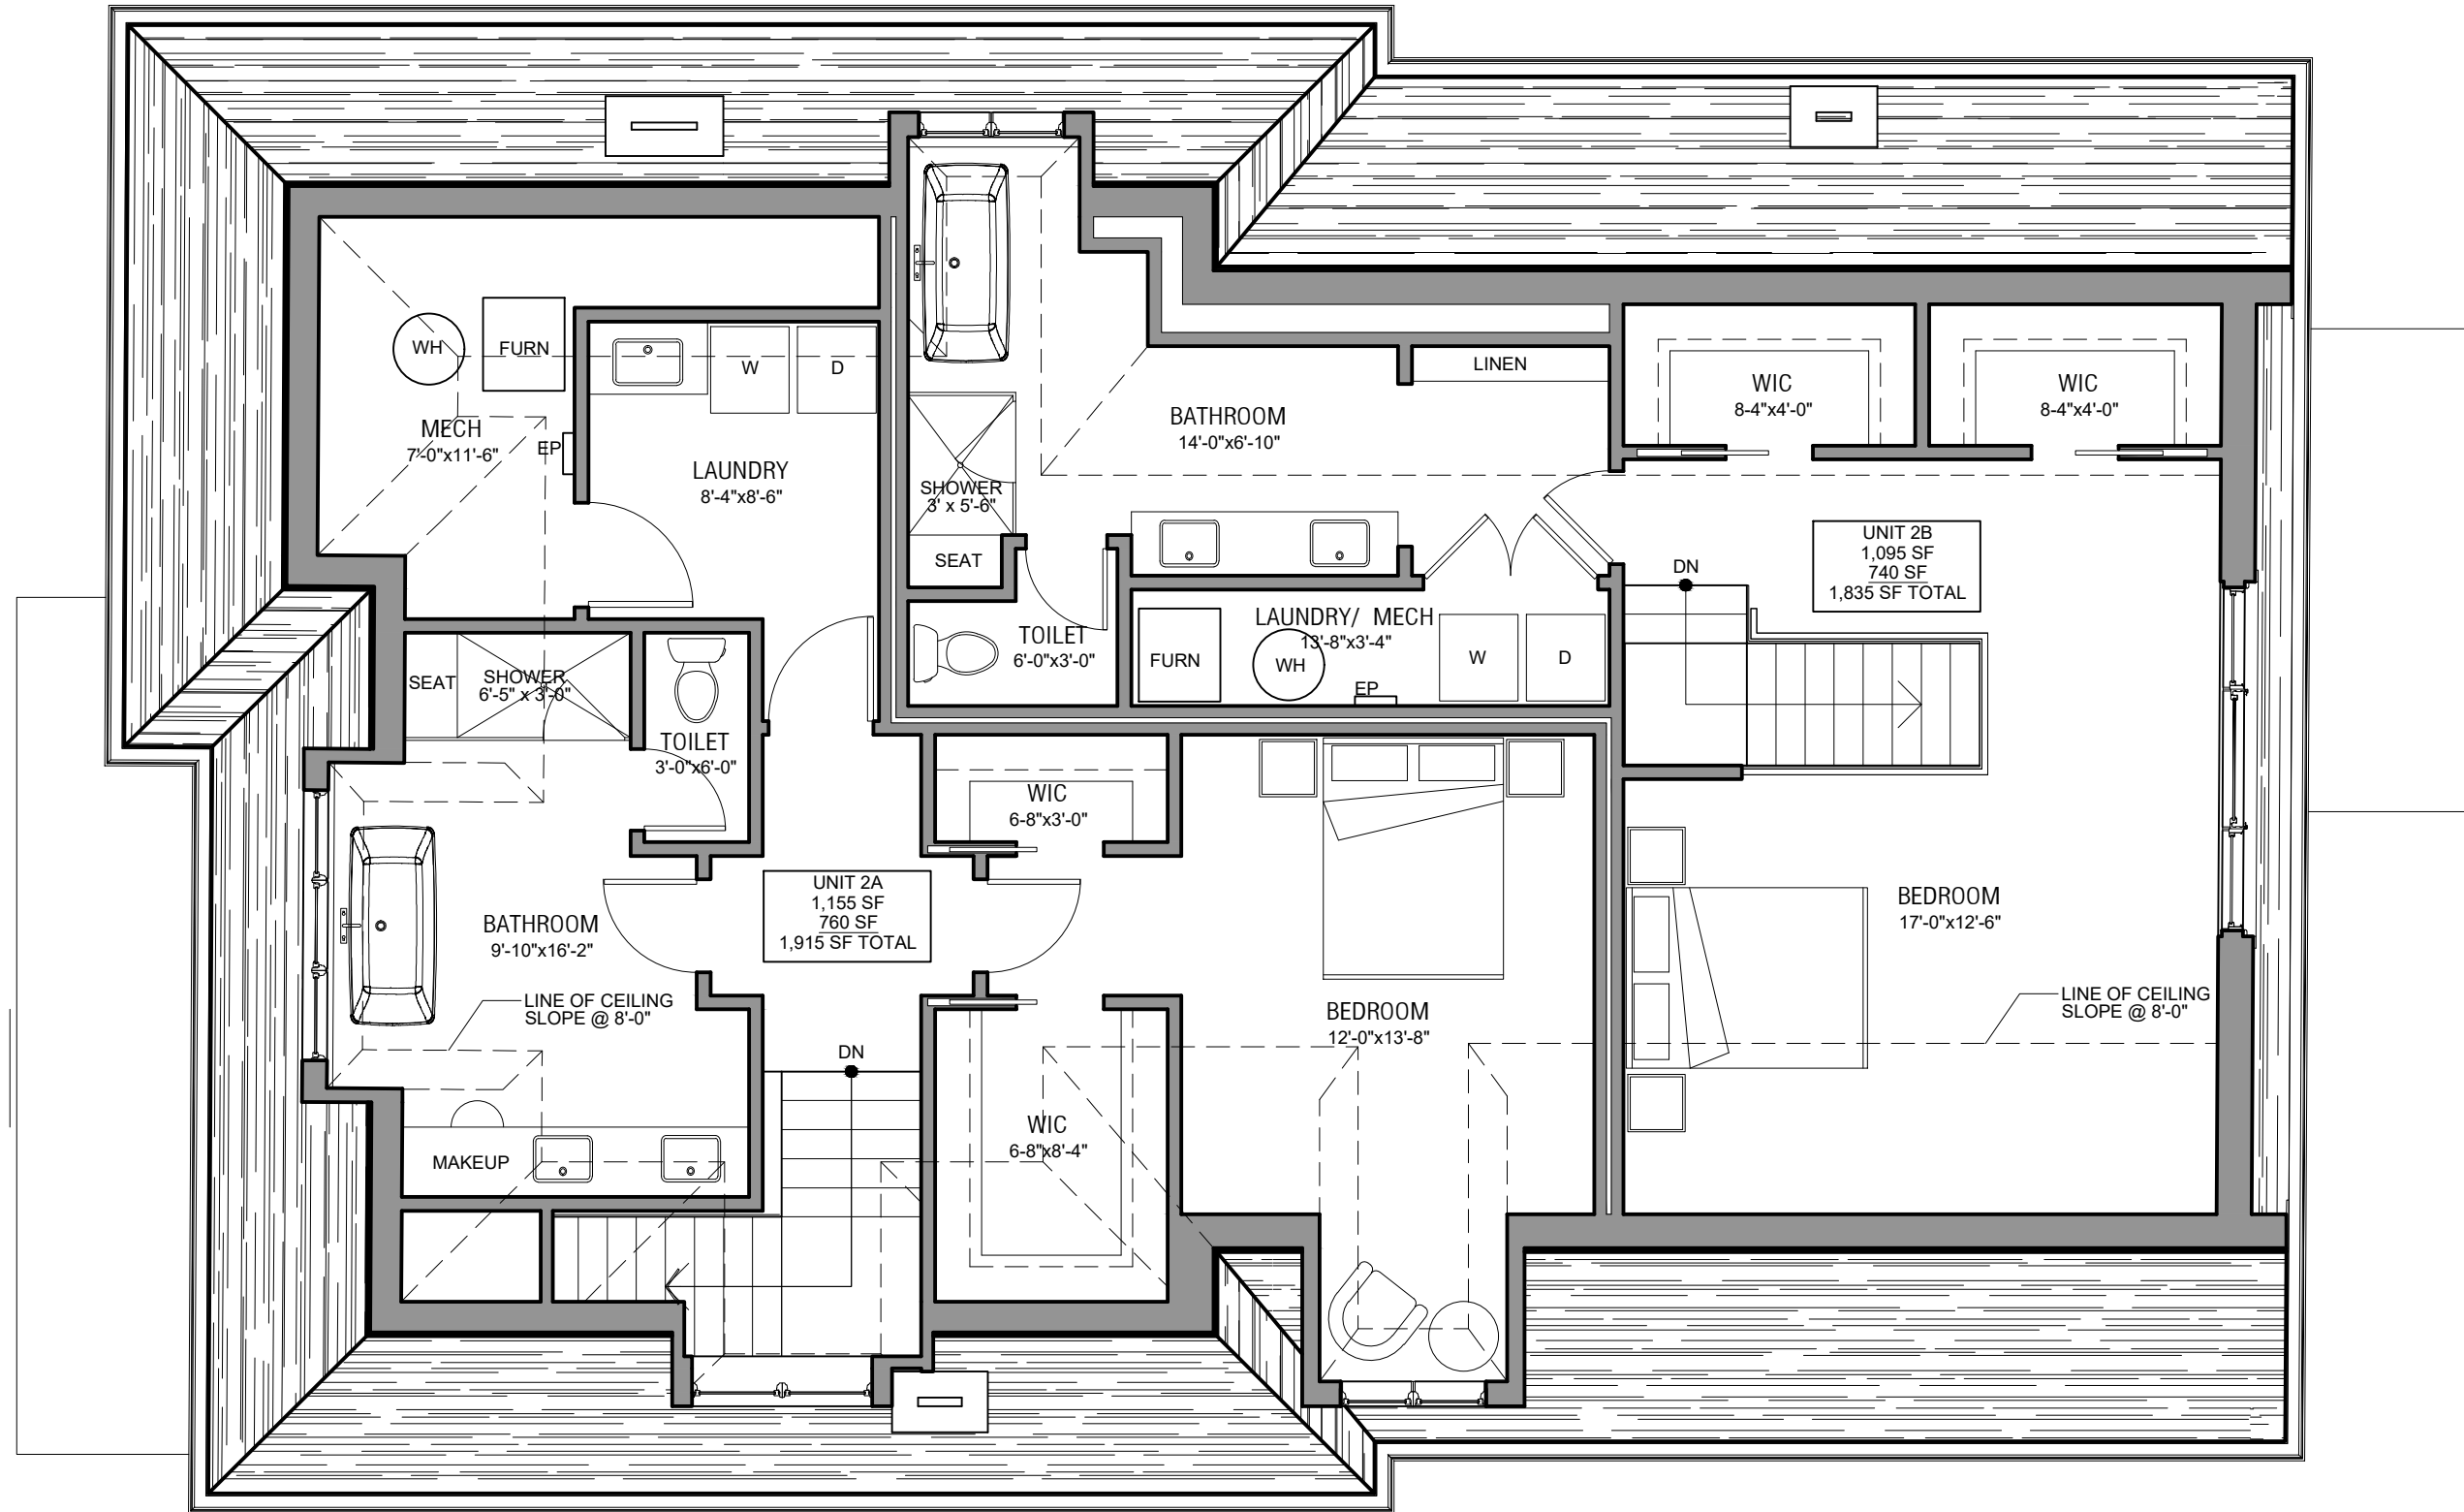 WH
FURN
MECH
7'-0"x11'-6"
EP
W
D
LAUNDRY
8'-4"x8'-6"
BATHROOM
14'-0"x6'-10"
LINEN
WIC
8-4"x4'-0"
WIC
8-4"x4'-0"
SHOWER
3' x 5'-6"
SEAT
TOILET
6'-0"x3'-0"
LAUNDRY/ MECH
13'-8"x3'-4"
FURN
WH
EP
W
D
DN
UNIT 2B
1,095 SF
740 SF
1,835 SF TOTAL
SEAT
SHOWER
6'-5" x 3'-0"
TOILET
3'-0"x6'-0"
WIC
6-8"x3'-0"
UNIT 2A
1,155 SF
760 SF
1,915 SF TOTAL
BATHROOM
9'-10"x16'-2"
LINE OF CEILING
SLOPE @ 8'-0"
BEDROOM
12'-0"x13'-8"
BEDROOM
17'-0"x12'-6"
LINE OF CEILING
SLOPE @ 8'-0"
DN
WIC
6-8"x8'-4"
MAKEUP